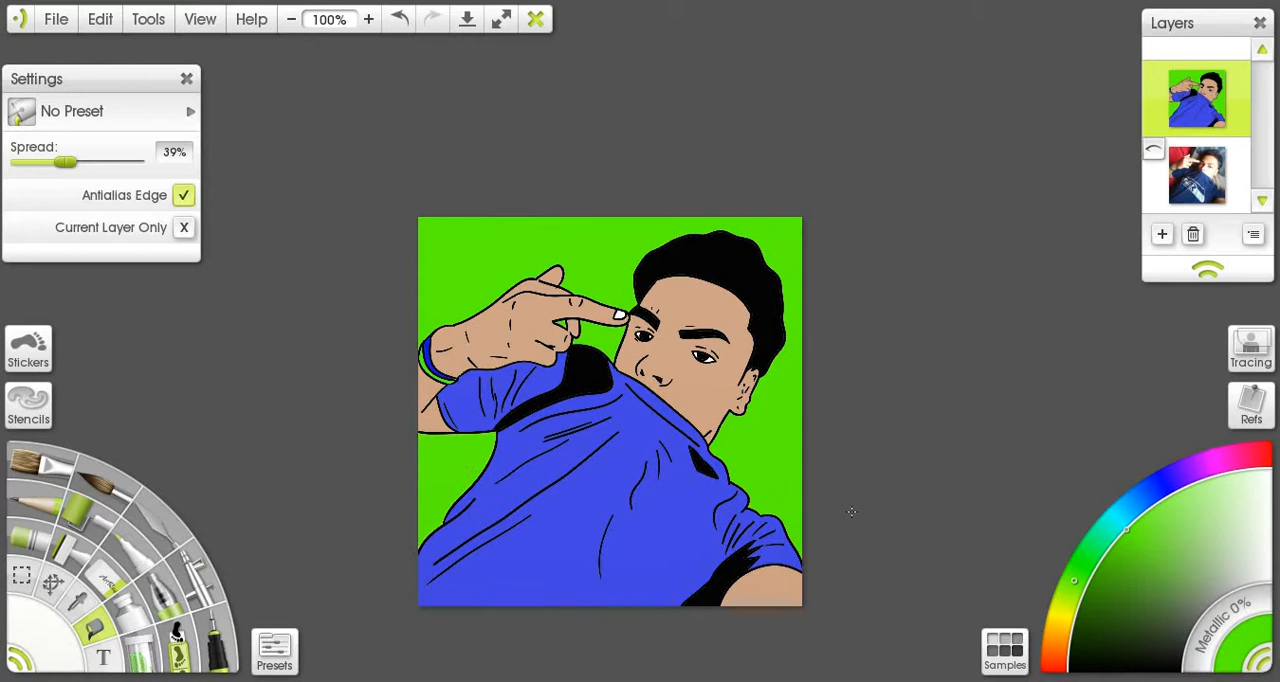 File Edit Tools View Help 100%
Layers
Settings
No Preset
Spread:
39%
Antialias Edge
Current Layer Only X
Stickers
Stencils
Tracing
Refs
T
Presets
Samples
Metallic 0%